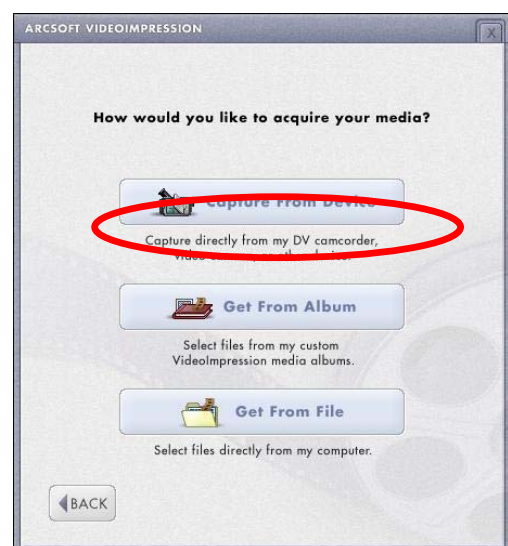 ARCSOFT VIDEOIMPRESSION
X
How would you like to acquire your media?
Capture From Device
Capture directly from my DV camcorder,
Get From Album
Select files from my custom
VideoImpression media albums.
Get From File
Select files directly from my computer.
BACK